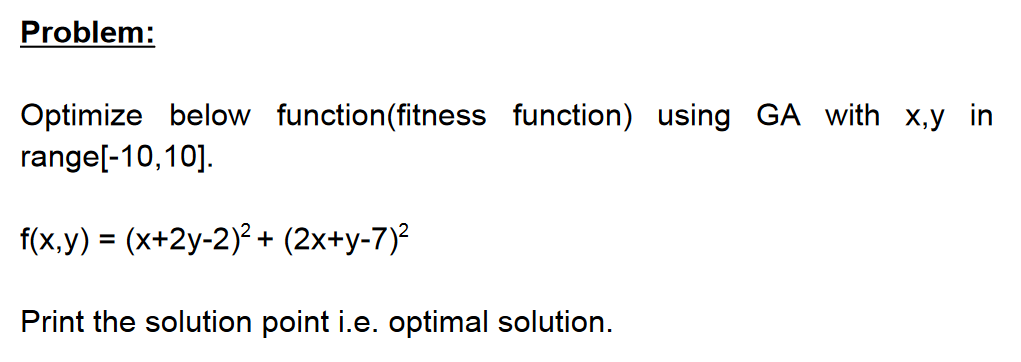 Problem:
Optimize below function(fitness function) using GA with x,y in
range[-10,10].
f(x,y) = (x+2y-2)² + (2x+y-7)²
Print the solution point i.e. optimal solution.